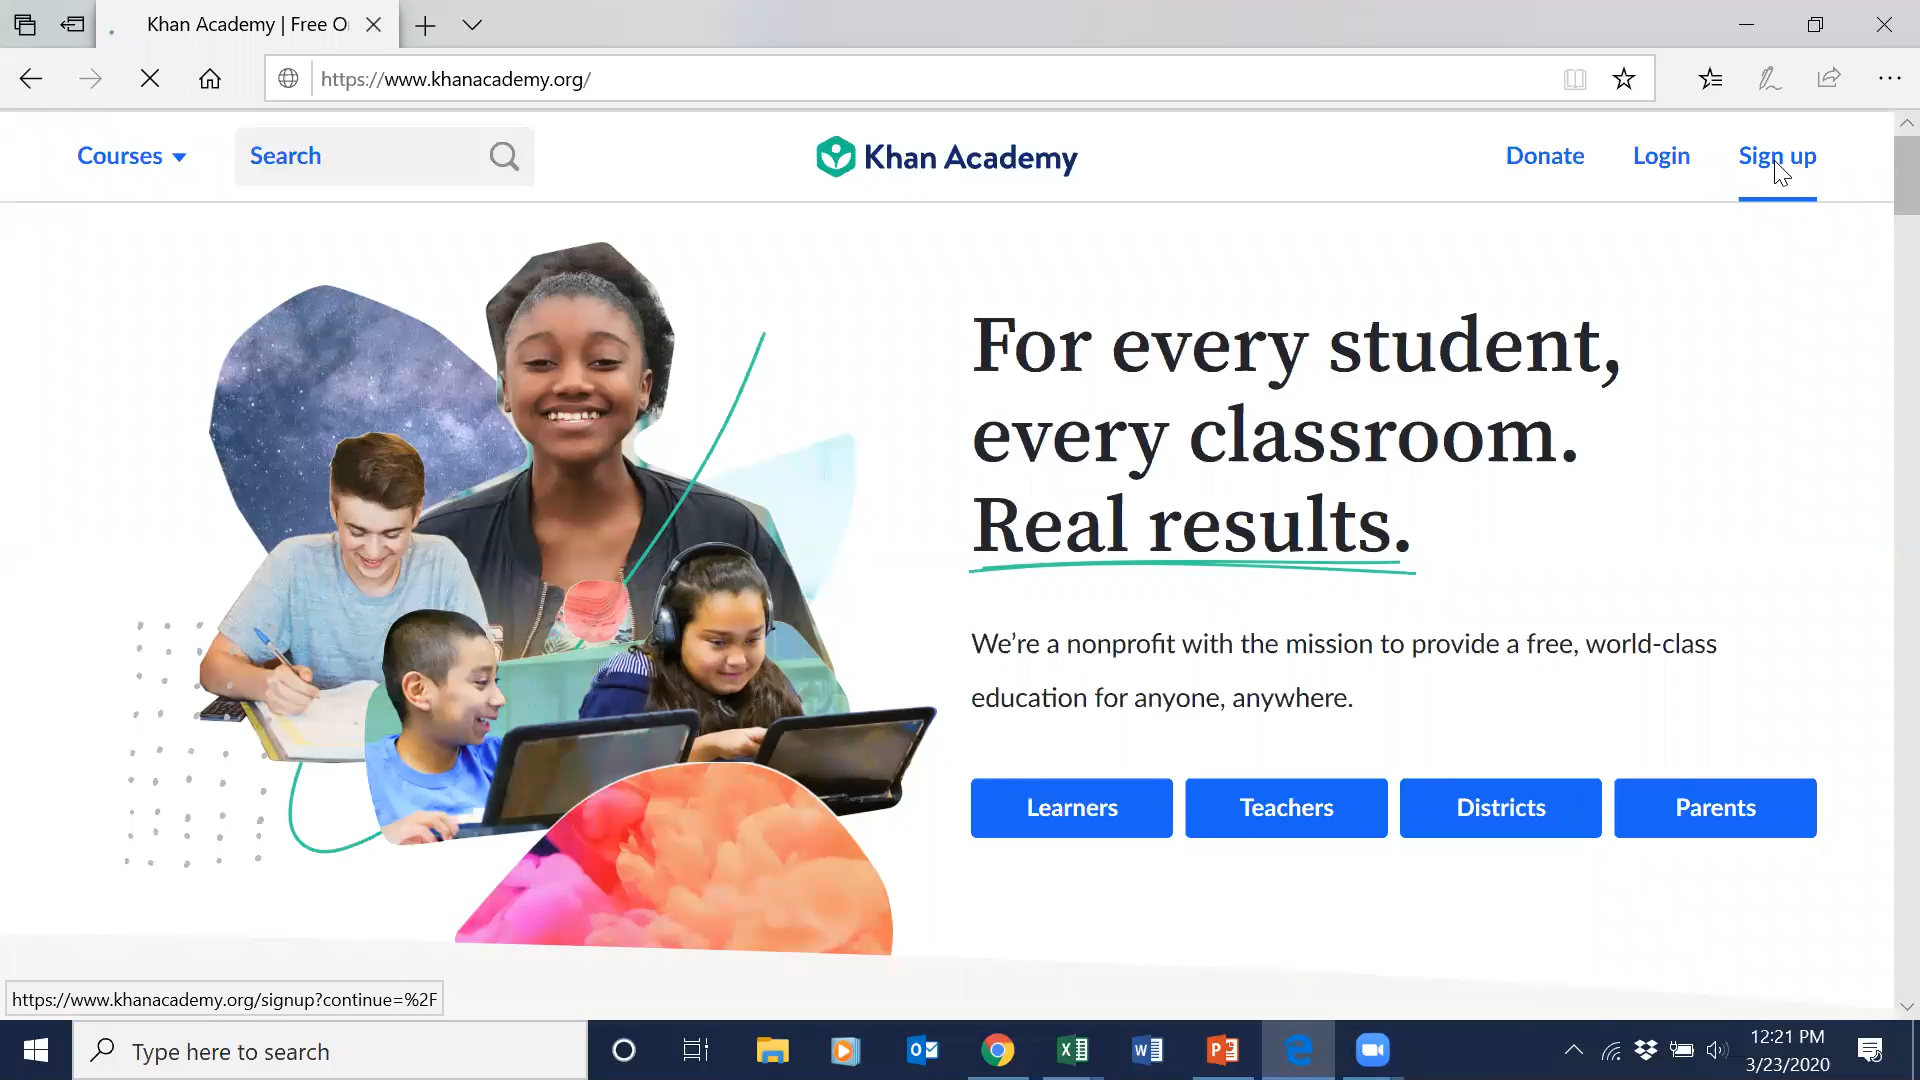 Khan Academy | Free O
https://www.khanacademy.org/
Courses
Search
Khan Academy
Donate
Login
Sign up
For every student,
every classroom.
Real results.
We’re a nonprofit with the mission to provide a free, world-class
education for anyone, anywhere.
Learners
Teachers
Districts
Parents
https://www.khanacademy.org/signup?continue=%2F
Type here to search
12:21 PM
3/23/2020